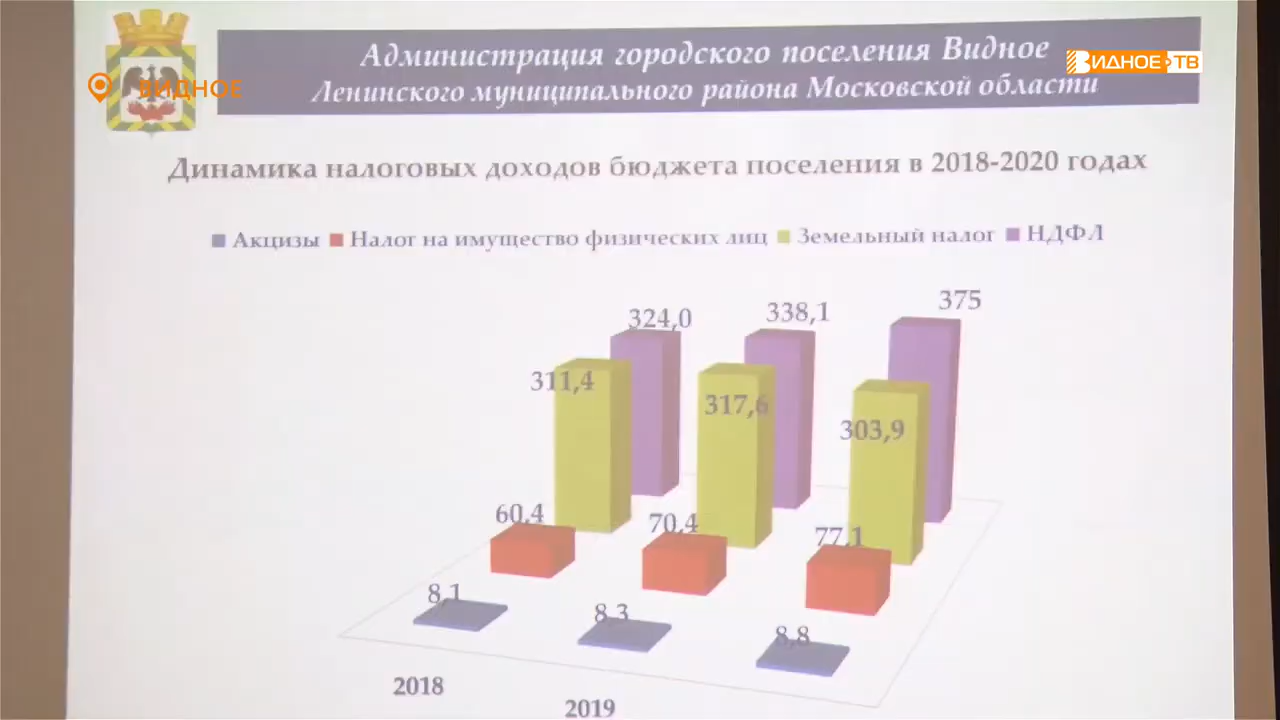 Администрация городского поселения Видное
Ленинского муниципального района Московской области
ВИДНОЕ
ВИДНОЕ ТВ
Динамика налоговых доходов бюджета поселения в 2018-2020 годах
Акцизы Налог на имущество физических лиц Земельный налог НДФЛ
324,0 338,1 375
311,4 317,6 303,9
60,4 70,4 77,1
8,1 8,3 8,8
2018 2019